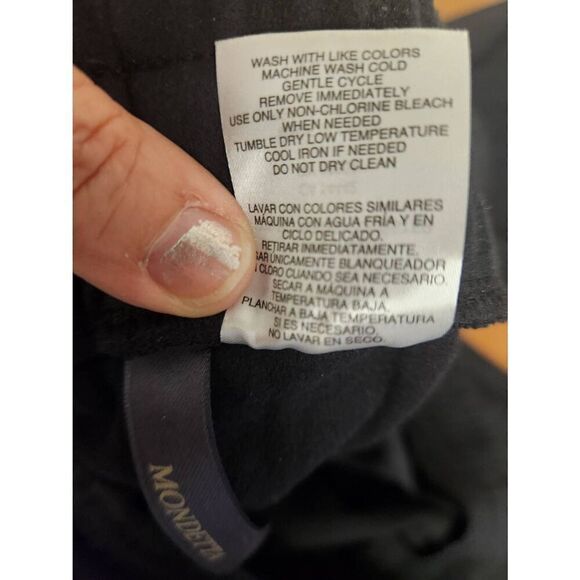 WASH WITH LIKE COLORS
MACHINE WASH COLD
GENTLE CYCLE
REMOVE IMMEDIATELY
USE ONLY NON-CHLORINE BLEACH
WHEN NEEDED
TUMBLE DRY LOW TEMPERATURE
COOL IRON IF NEEDED
DO NOT DRY CLEAN
LAVAR CON COLORES SIMILARES
MÁQUINA CON AGUA FRÍA Y EN
CICLO DELICADO.
RETIRAR INMEDIATAMENTE.
ÚNICAMENTE BLANQUEADOR
CLORO CUANDO SEA NECESARIO.
SECAR A MÁQUINA A
TEMPERATURA BAJA.
PLANCHAR A BAJA TEMPERATURA
SI ES NECESARIO.
NO LAVAR EN SECO.
MONDETA